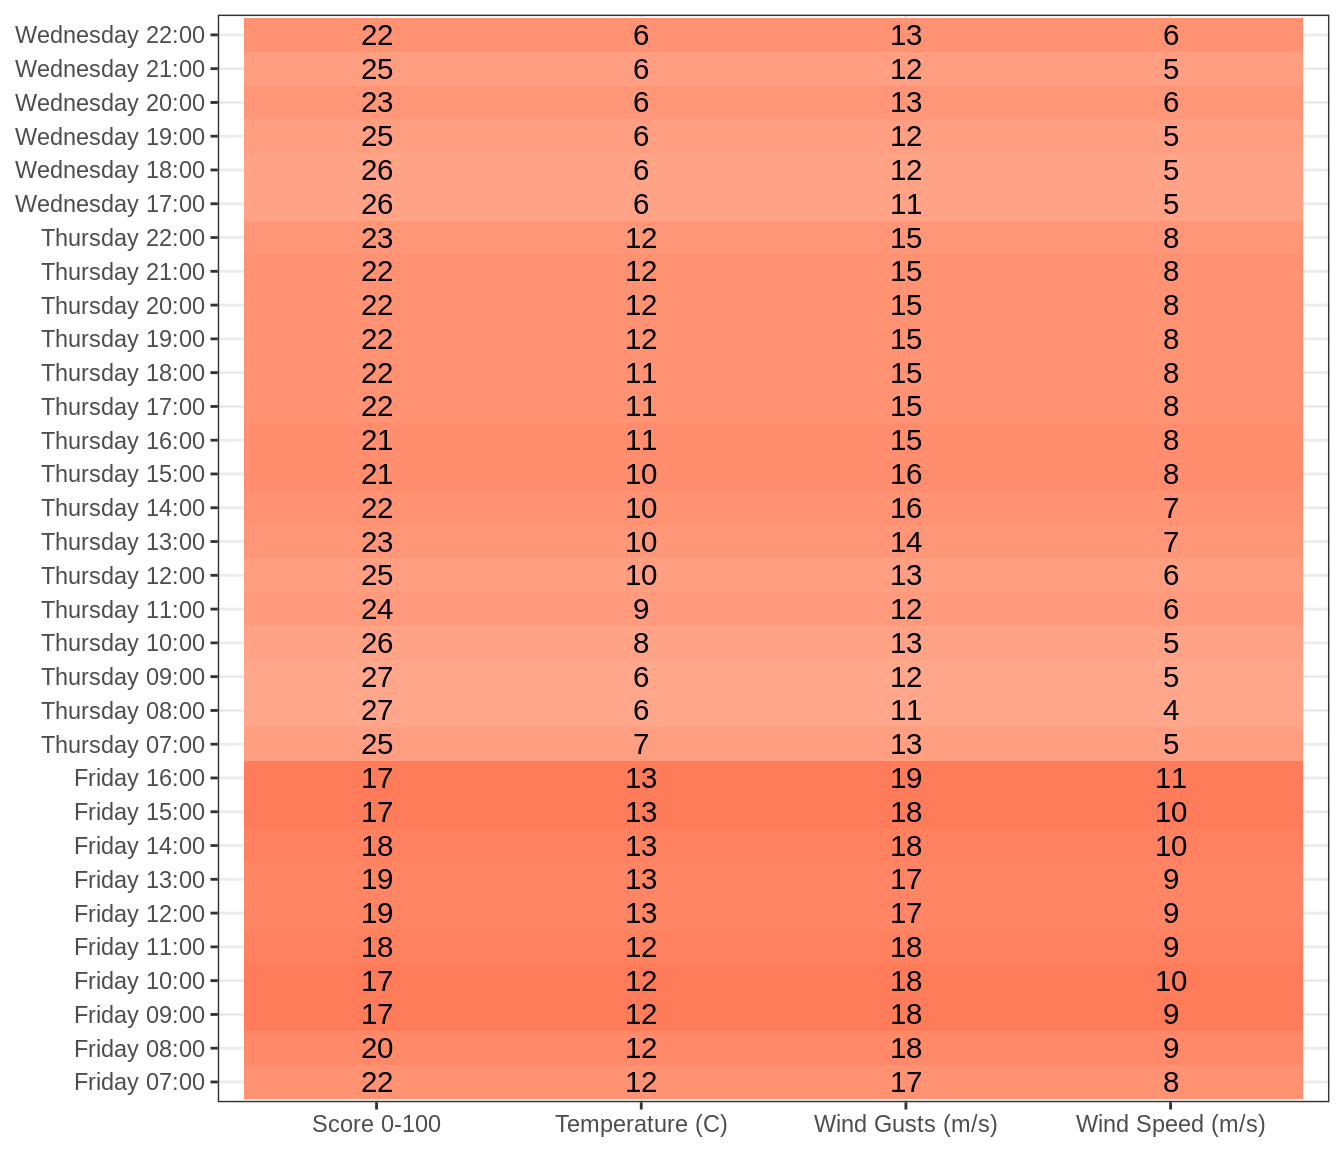 Wednesday 22:00 22 6 13 6
Wednesday 21:00 25 6 12 5
Wednesday 20:00 23 6 13 6
Wednesday 19:00 25 6 12 5
Wednesday 18:00 26 6 12 5
Wednesday 17:00 26 6 11 5
Thursday 22:00 23 12 15 8
Thursday 21:00 22 12 15 8
Thursday 20:00 22 12 15 8
Thursday 19:00 22 12 15 8
Thursday 18:00 22 11 15 8
Thursday 17:00 22 11 15 8
Thursday 16:00 21 11 15 8
Thursday 15:00 21 10 16 8
Thursday 14:00 22 10 16 7
Thursday 13:00 23 10 14 7
Thursday 12:00 25 10 13 6
Thursday 11:00 24 9 12 6
Thursday 10:00 26 8 13 5
Thursday 09:00 27 6 12 5
Thursday 08:00 27 6 11 4
Thursday 07:00 25 7 13 5
Friday 16:00 17 13 19 11
Friday 15:00 17 13 18 10
Friday 14:00 18 13 18 10
Friday 13:00 19 13 17 9
Friday 12:00 19 13 17 9
Friday 11:00 18 12 18 9
Friday 10:00 17 12 18 10
Friday 09:00 17 12 18 9
Friday 08:00 20 12 18 9
Friday 07:00 22 12 17 8
Score 0-100 Temperature (C) Wind Gusts (m/s) Wind Speed (m/s)